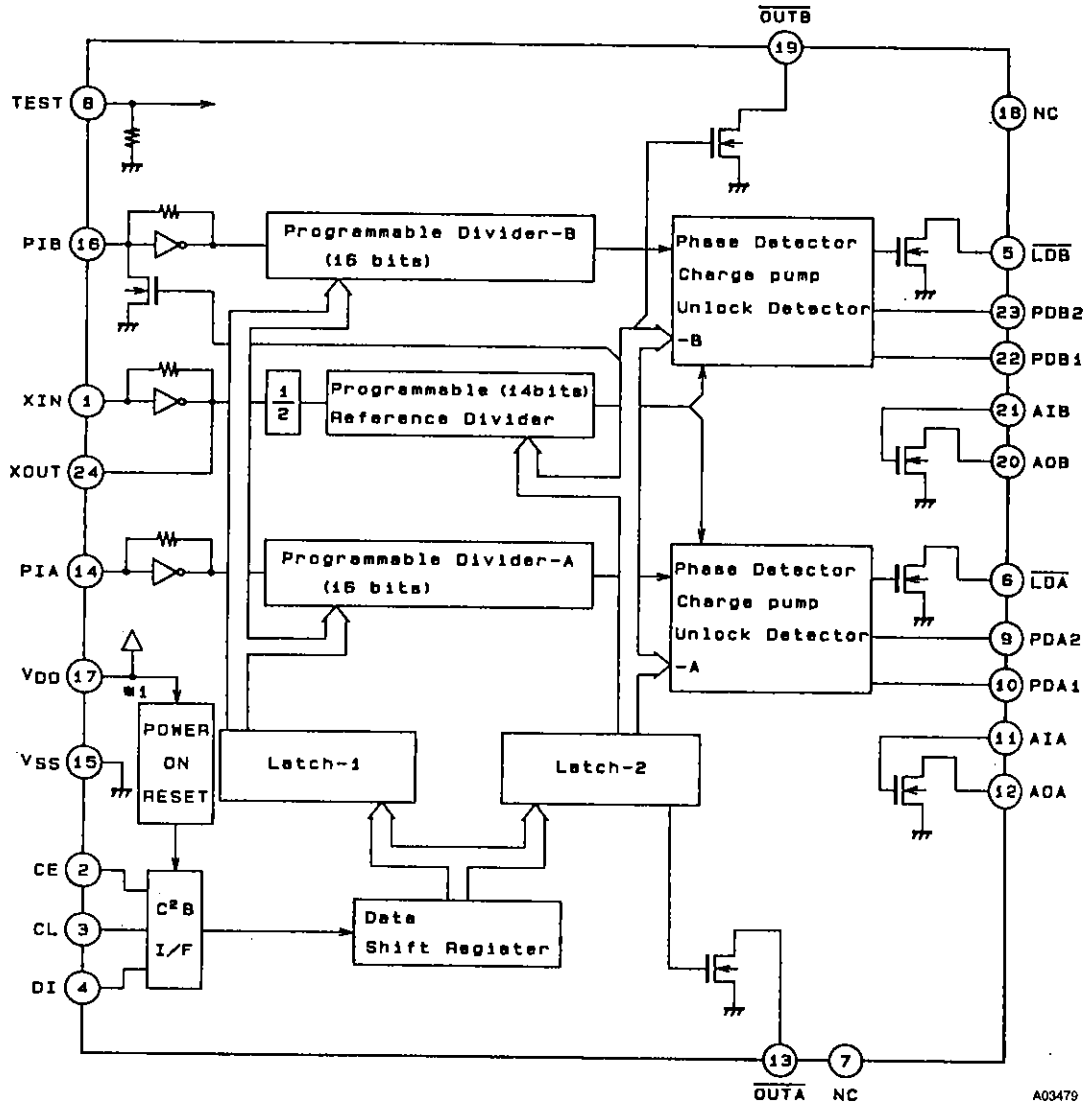 OUTB
19
TEST
8
18 NC
PIB
16
Programmable Divider-B
(16 bits)
Phase Detector
Charge pump
Unlock Detector
-B
5
LDB
23
PDB2
22
PDB1
XIN
1
1
2
Programmable (14bits)
Reference Divider
21
AIB
XOUT
24
20
AOB
PIA
14
Programmable Divider-A
(16 bits)
Phase Detector
Charge pump
Unlock Detector
-A
6
LDA
9
PDA2
10
PDA1
VDD
17
*1
POWER
ON
RESET
VSS
15
Latch-1
Latch-2
11
AIA
12
AOA
CE
2
CL
3
DI
4
C²B
I/F
Data
Shift Register
13
OUTA
7
NC
A03479